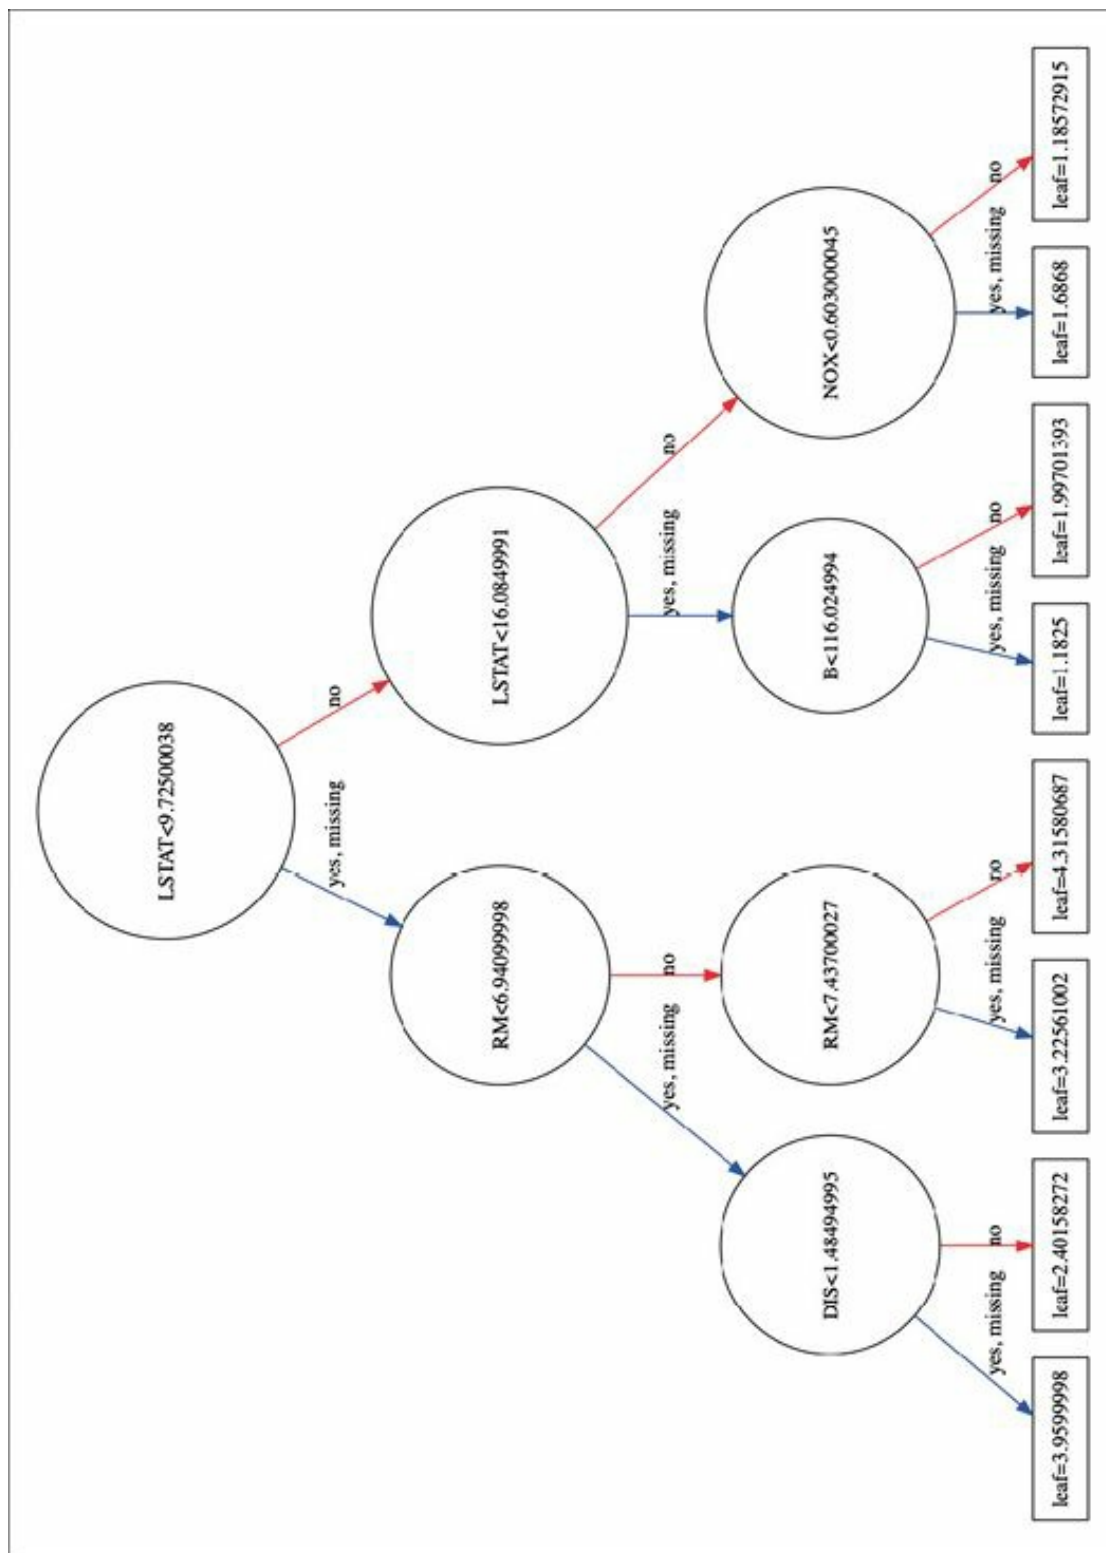 LSTAT<9.72500038
yes, missing
no
RM<6.94099998
LSTAT<16.0849991
yes, missing
no
yes, missing
no
DIS<1.48494995
RM<7.43700027
B<116.024994
NOX<0.603000045
yes, missing
no
yes, missing
no
yes, missing
no
yes, missing
no
leaf=3.9599998
leaf=2.40158272
leaf=3.22561002
leaf=4.31580687
leaf=1.1825
leaf=1.99701393
leaf=1.6868
leaf=1.18572915